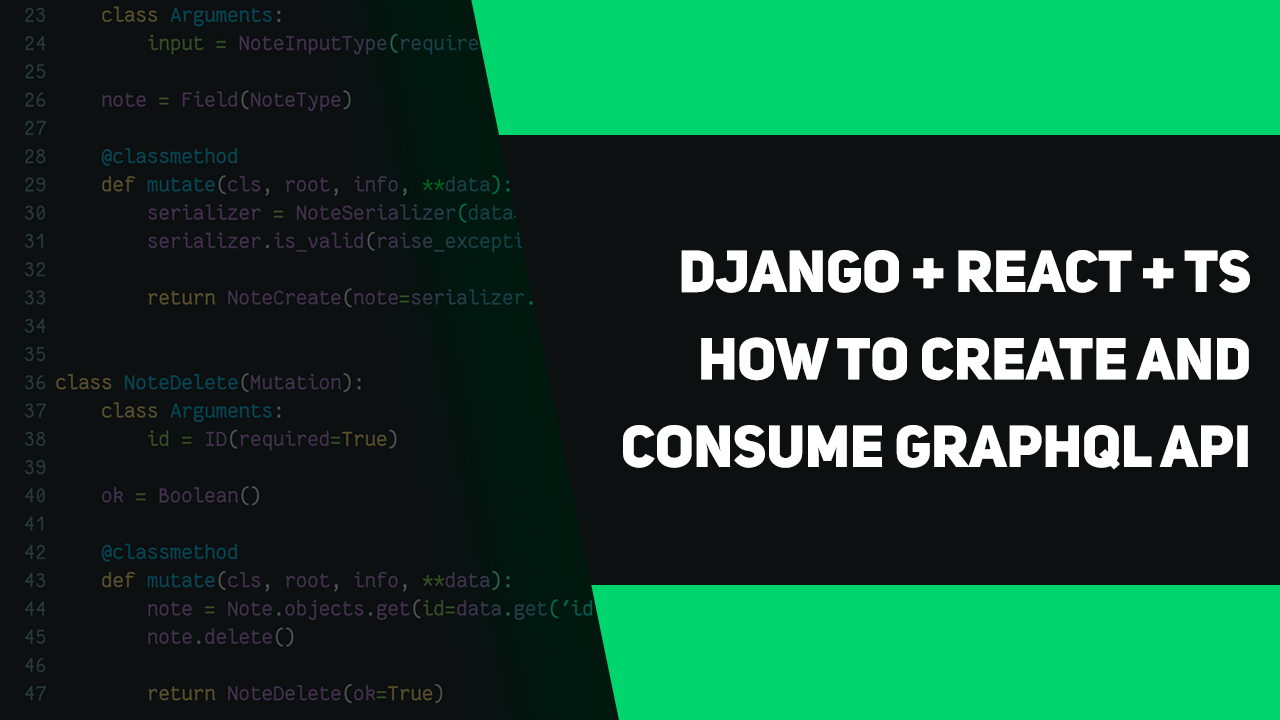 23     class Arguments:
24         input = NoteInputType(require
25
26     note = Field(NoteType)
27
28     @classmethod
29     def mutate(cls, root, info, **data):
30         serializer = NoteSerializer(data=
31         serializer.is_valid(raise_excepti
32
33         return NoteCreate(note=serializer.
34
35
36 class NoteDelete(Mutation):
37     class Arguments:
38         id = ID(required=True)
39
40     ok = Boolean()
41
42     @classmethod
43     def mutate(cls, root, info, **data):
44         note = Note.objects.get(id=data.get('id
45         note.delete()
46
47         return NoteDelete(ok=True)
DJANGO + REACT + TS
HOW TO CREATE AND
CONSUME GRAPHQL API